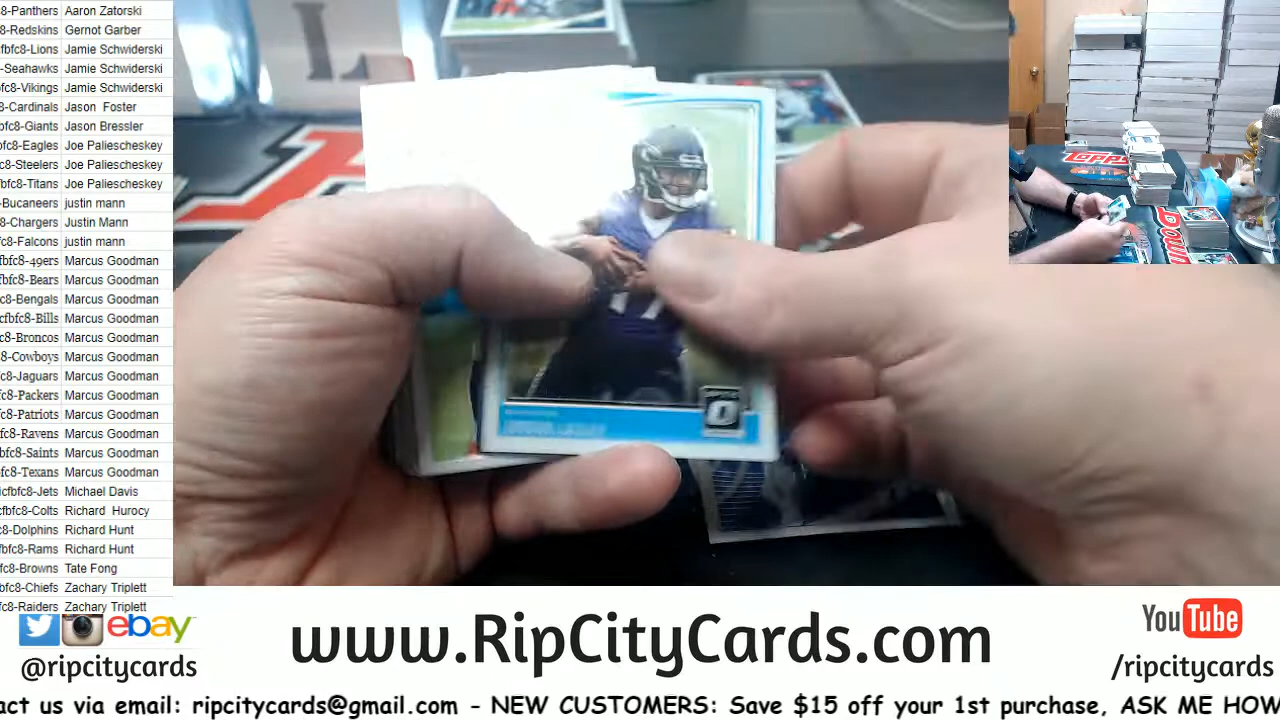 8-Panthers Aaron Zatorski
c8-Redskins Gernot Garber
fbfc8-Lions Jamie Schwiderski
-Seahawks Jamie Schwiderski
c8-Vikings Jamie Schwiderski
-Cardinals Jason Foster
bfc8-Giants Jason Bressler
bfc8-Eagles Joe Paliescheskey
c8-Steelers Joe Paliescheskey
bfc8-Titans Joe Paliescheskey
-Bucaneers justin mann
8-Chargers Justin Mann
fc8-Falcons justin mann
fbfc8-49ers Marcus Goodman
fbfc8-Bears Marcus Goodman
c8-Bengals Marcus Goodman
cfbfc8-Bills Marcus Goodman
c8-Broncos Marcus Goodman
8-Cowboys Marcus Goodman
fc8-Jaguars Marcus Goodman
fc8-Packers Marcus Goodman
fc8-Patriots Marcus Goodman
fc8-Ravens Marcus Goodman
bfc8-Saints Marcus Goodman
fc8-Texans Marcus Goodman
icfbfc8-Jets Michael Davis
cfbfc8-Colts Richard Hurocy
c8-Dolphins Richard Hunt
bfc8-Rams Richard Hunt
fc8-Browns Tate Fong
bfc8-Chiefs Zachary Triplett
fc8-Raiders Zachary Triplett
ebay
@ripcitycards
www.RipCityCards.com
YouTube
/ripcitycards
act us via email: ripcitycards@gmail.com - NEW CUSTOMERS: Save $15 off your 1st purchase, ASK ME HOW
Topps